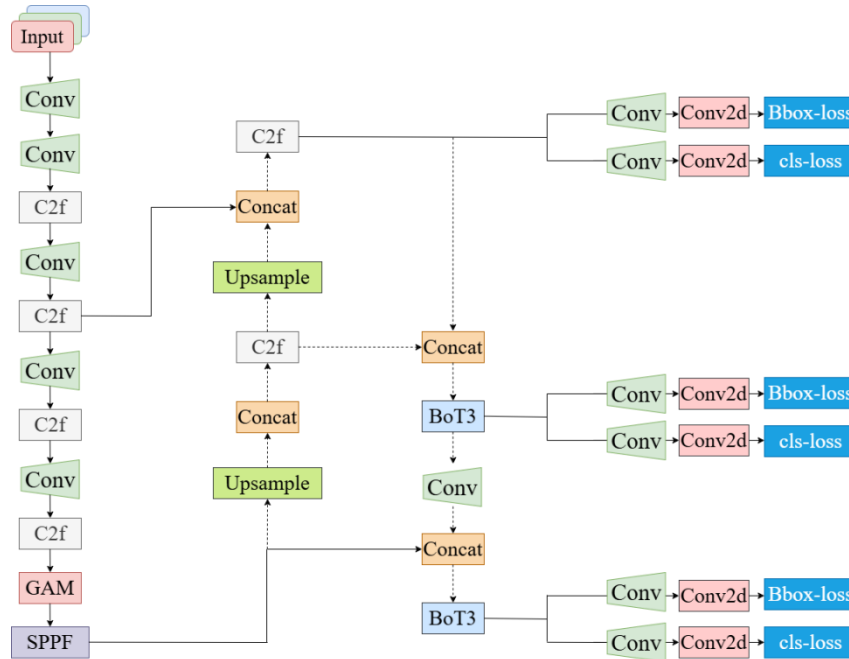 Input
Conv
Conv
C2f
Conv
C2f
Conv
C2f
Conv
C2f
GAM
SPPF
C2f
Concat
Upsample
C2f
Concat
Upsample
Concat
BoT3
Conv
Concat
BoT3
Conv Conv2d Bbox-loss
Conv Conv2d cls-loss
Conv Conv2d Bbox-loss
Conv Conv2d cls-loss
Conv Conv2d Bbox-loss
Conv Conv2d cls-loss